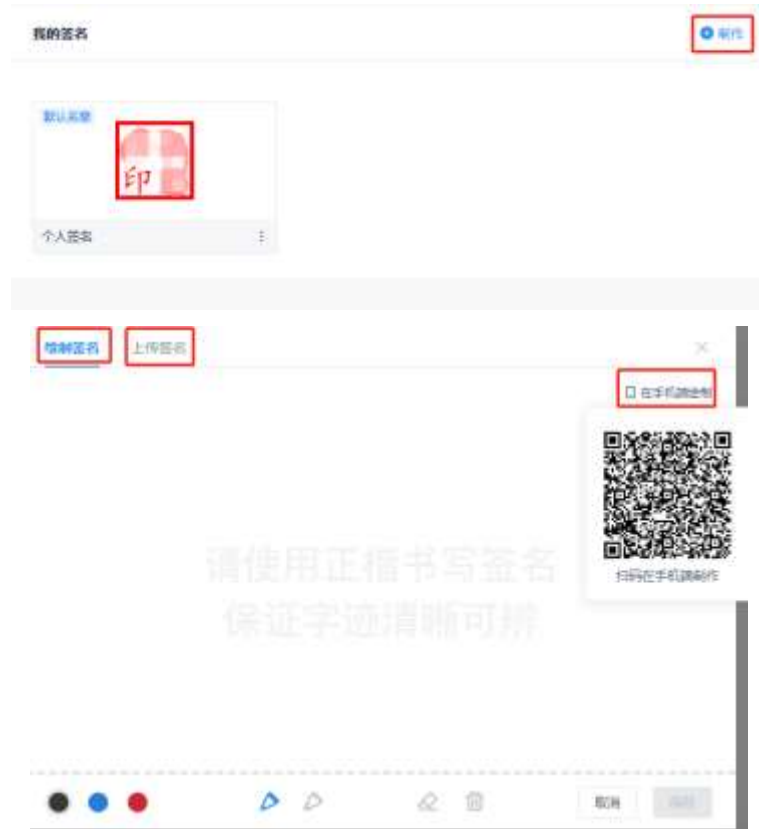 我的签名
制作
默认签章
印
个人签名
绘制签名 上传签名
在手机端绘制
扫码在手机端制作
请使用正楷书写签名
保证字迹清晰可辨
取消